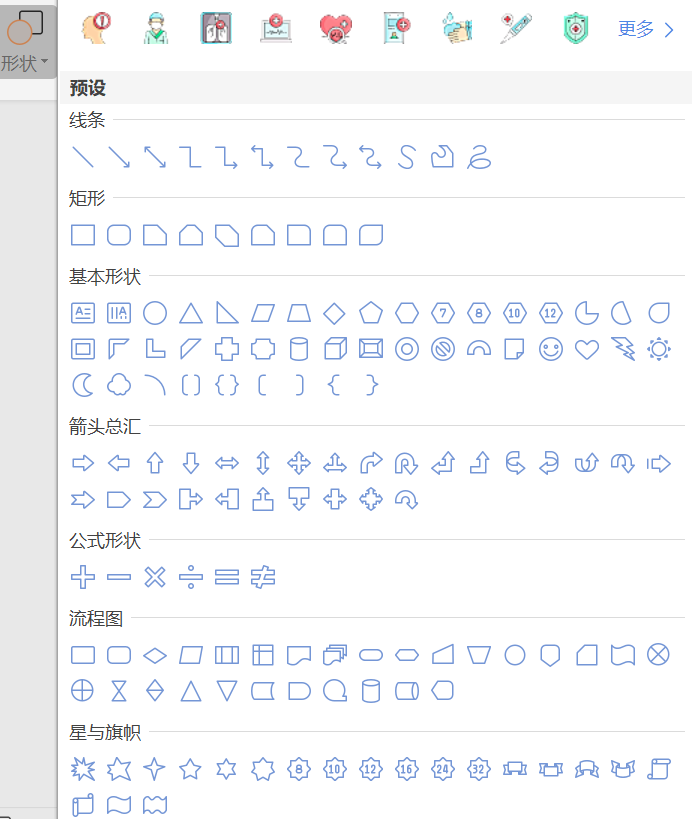 更多
形状
预设
线条
矩形
基本形状
A
A
7
8
10
12
箭头总汇
公式形状
流程图
星与旗帜
8
10
12
16
24
32